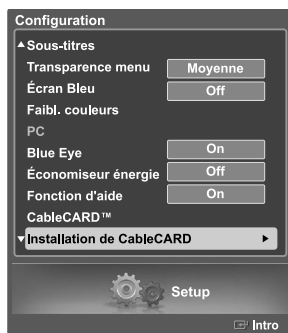 Configuration
▲Sous-titres
Transparence menu Moyenne
Écran Bleu Off
Faibl. couleurs
PC
Blue Eye On
Économiseur énergie Off
Fonction d'aide On
CableCARD™
▼Installation de CableCARD ►
Setup
Intro